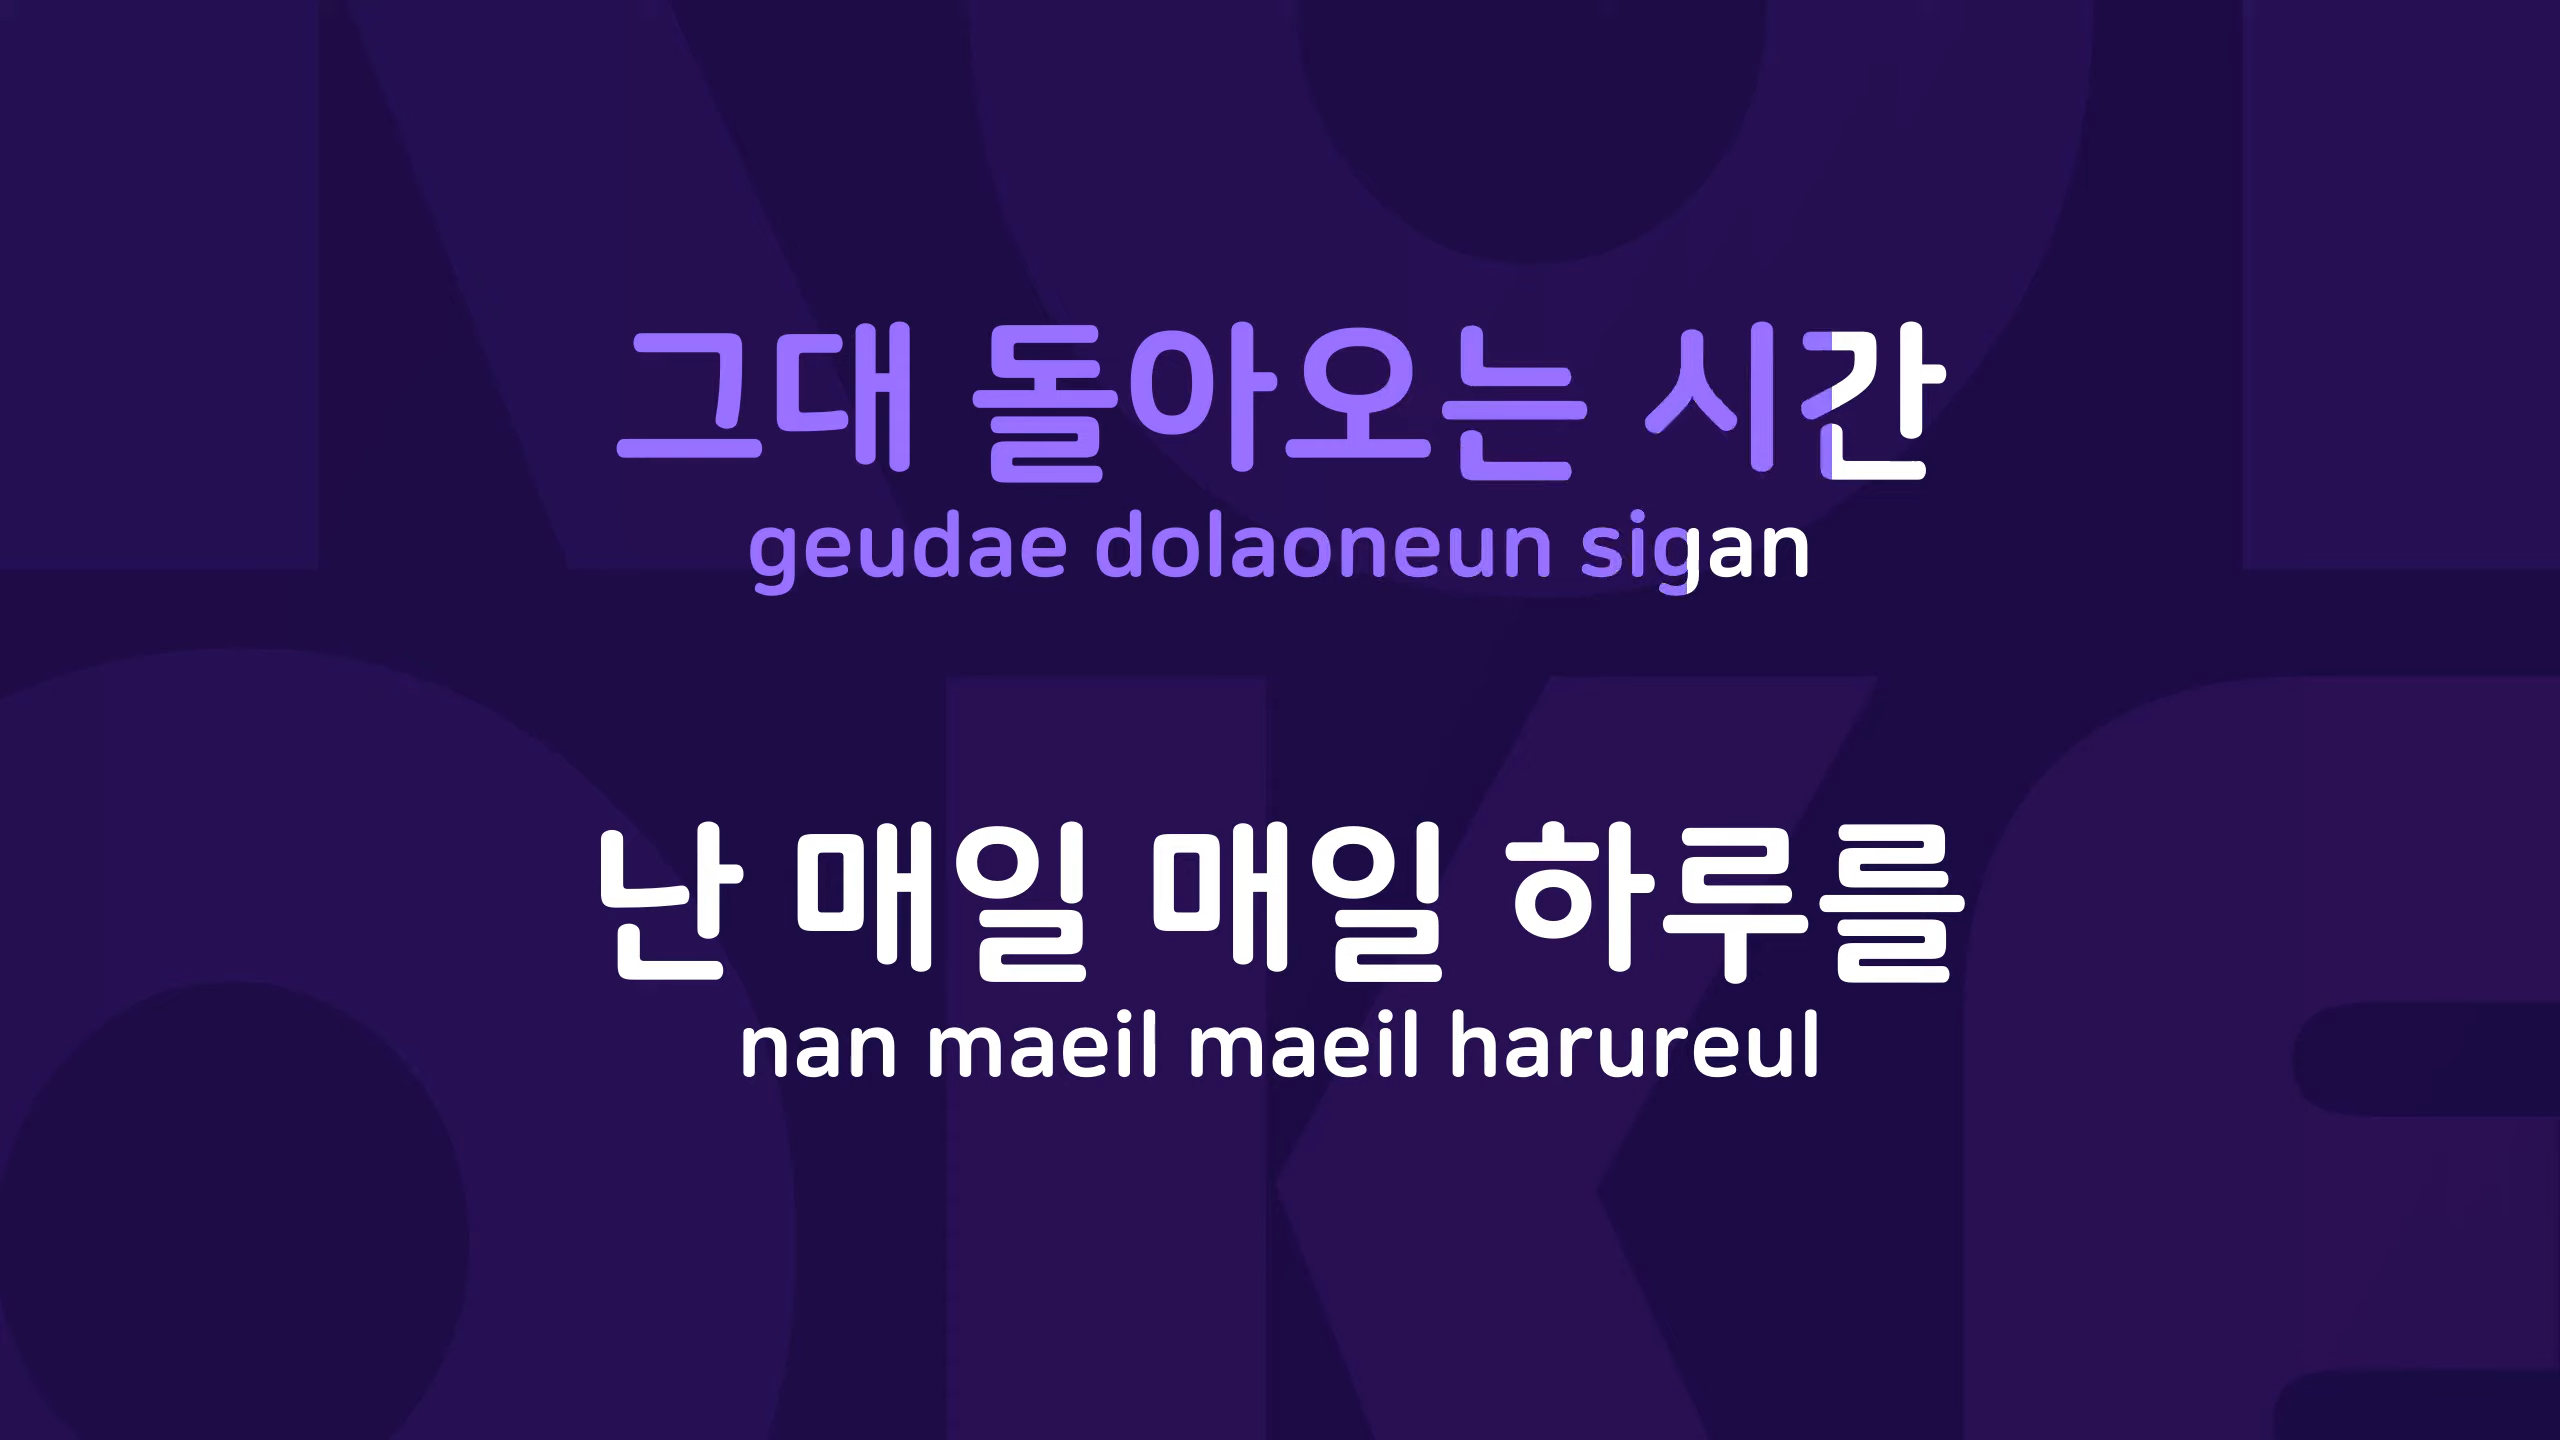 그대 돌아오는 시간
geudae dolaoneun sigan
난 매일 매일 하루를
nan maeil maeil harureul